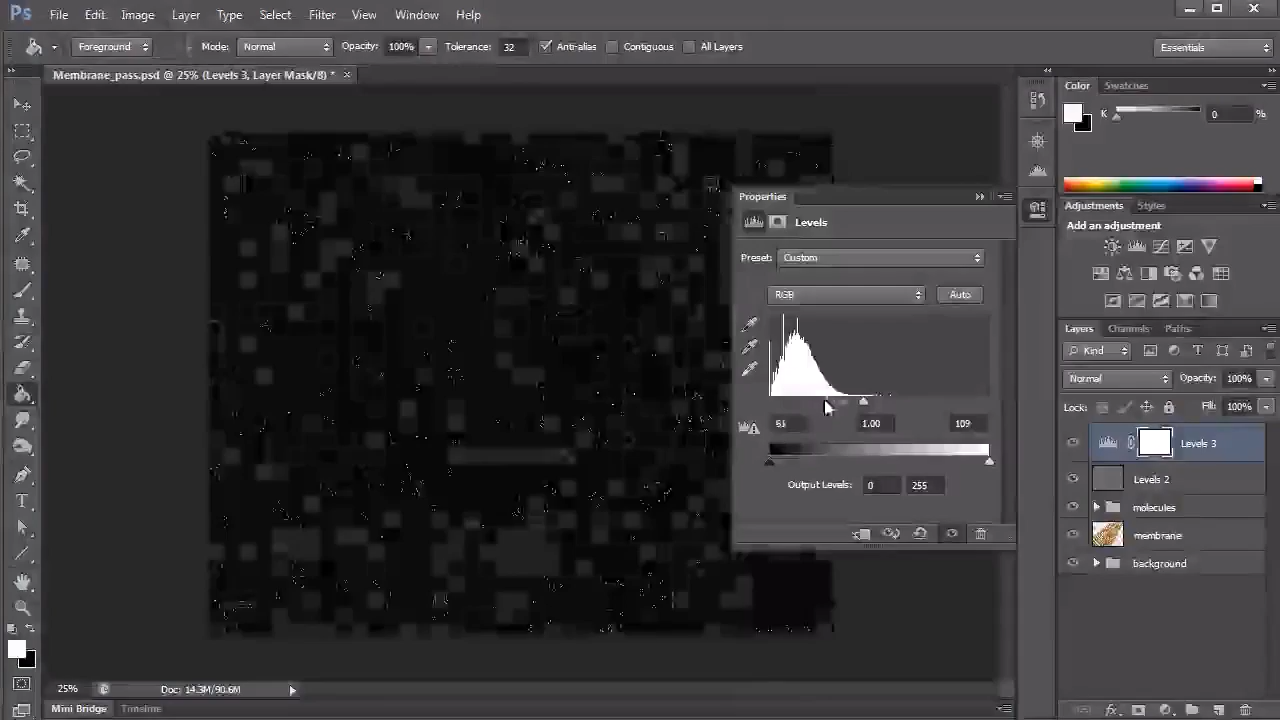 Ps File Edit Image Layer Type Select Filter View Window Help
Foreground Mode: Normal Opacity: 100% Tolerance: 32 Anti-alias Contiguous All Layers Essentials
Membrane_pass.psd @ 25% (Levels 3, Layer Mask/8) * ×
Color Swatches
K 0 %
Properties
Levels
Preset: Custom
RGB Auto
1.00 109
Output Levels: 0 255
Adjustments Styles
Add an adjustment
Layers Channels Paths
Kind
Normal Opacity: 100%
Lock: Fill: 100%
Levels 3
Levels 2
molecules
membrane
background
25% Doc: 14.3M/90.6M
Mini Bridge Timeline